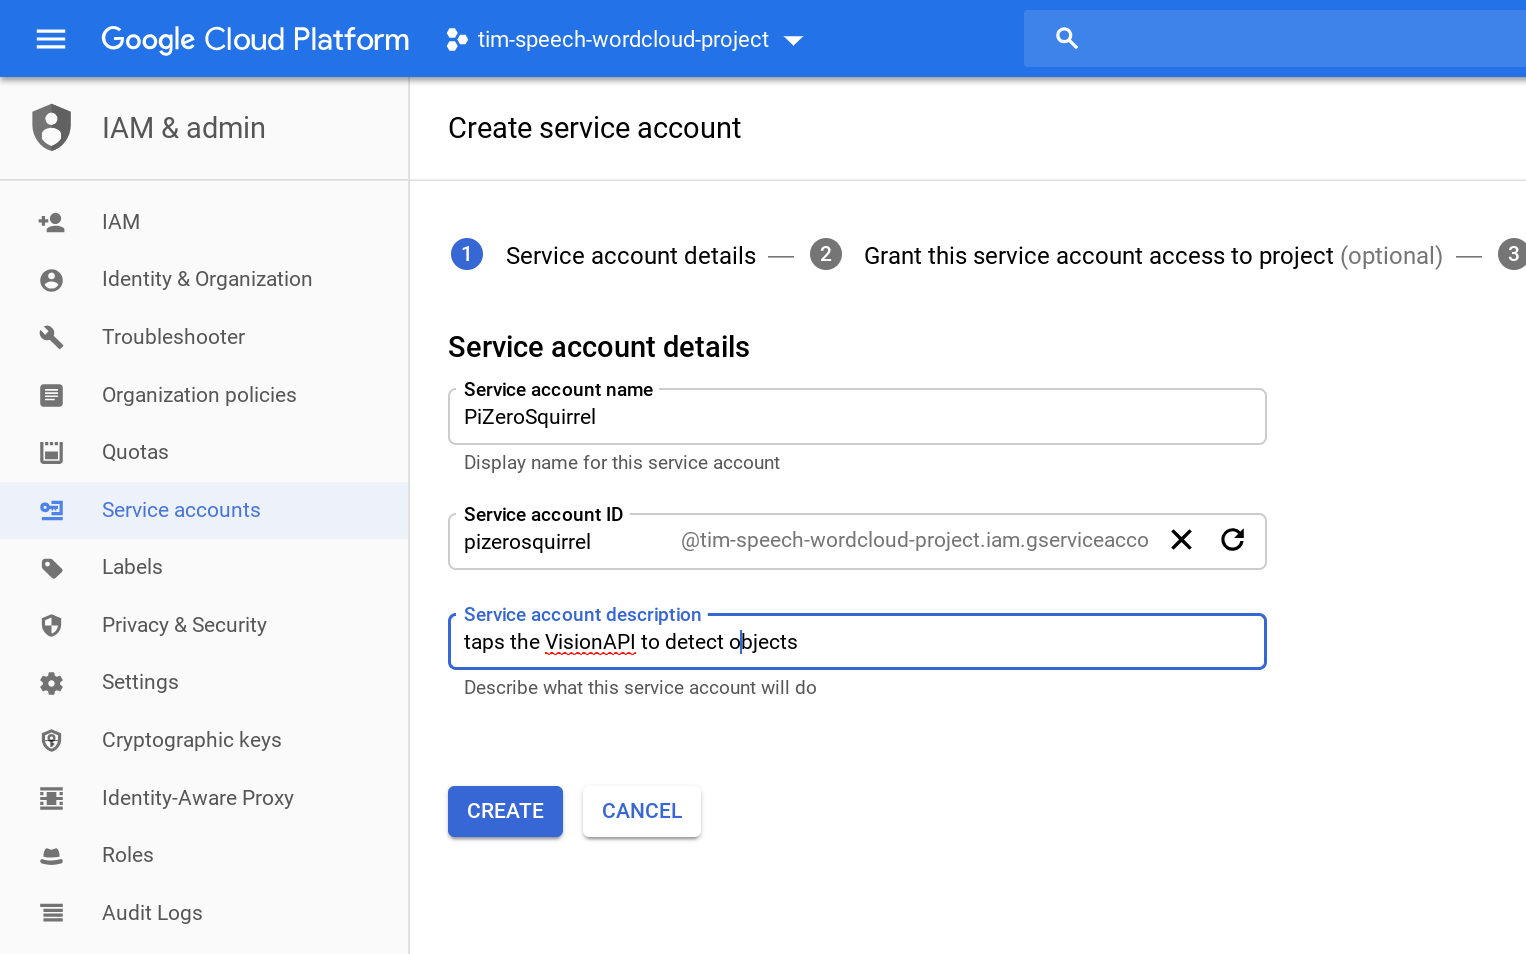 Google Cloud Platform
tim-speech-wordcloud-project
IAM & admin
IAM
Identity & Organization
Troubleshooter
Organization policies
Quotas
Service accounts
Labels
Privacy & Security
Settings
Cryptographic keys
Identity-Aware Proxy
Roles
Audit Logs
Create service account
1 Service account details — 2 Grant this service account access to project (optional) — 3
Service account details
Service account name
PiZeroSquirrel
Display name for this service account
Service account ID
pizerosquirrel @tim-speech-wordcloud-project.iam.gserviceacco
Service account description
taps the VisionAPI to detect objects
Describe what this service account will do
CREATE CANCEL